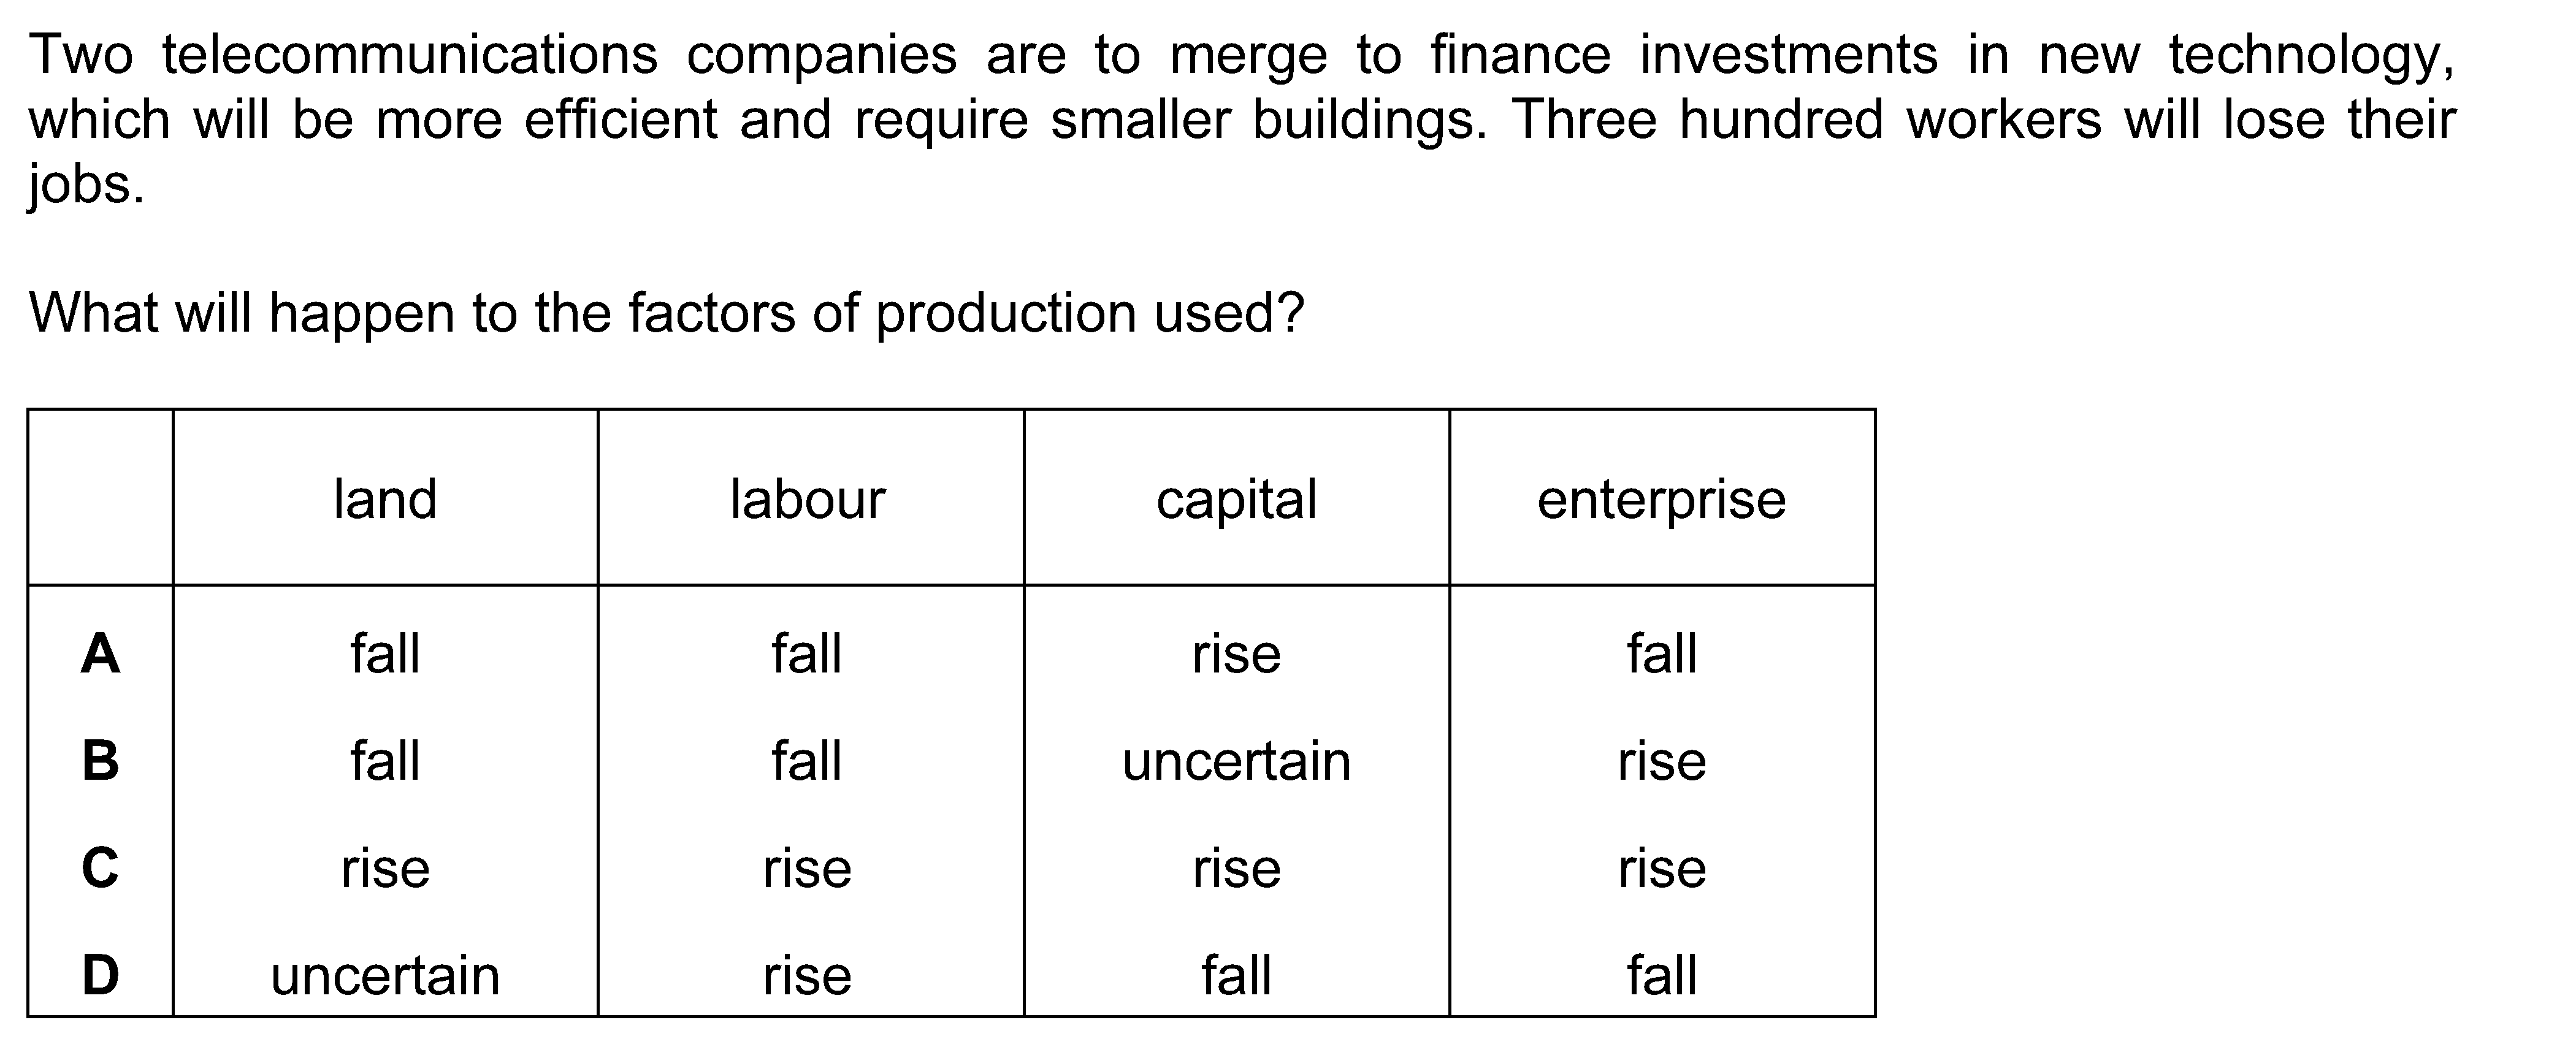 Two telecommunications companies are to merge to finance investments in new technology,
which will be more efficient and require smaller buildings. Three hundred workers will lose their
jobs.
What will happen to the factors of production used?
land labour capital enterprise
A fall fall rise fall
B fall fall uncertain rise
C rise rise rise rise
D uncertain rise fall fall